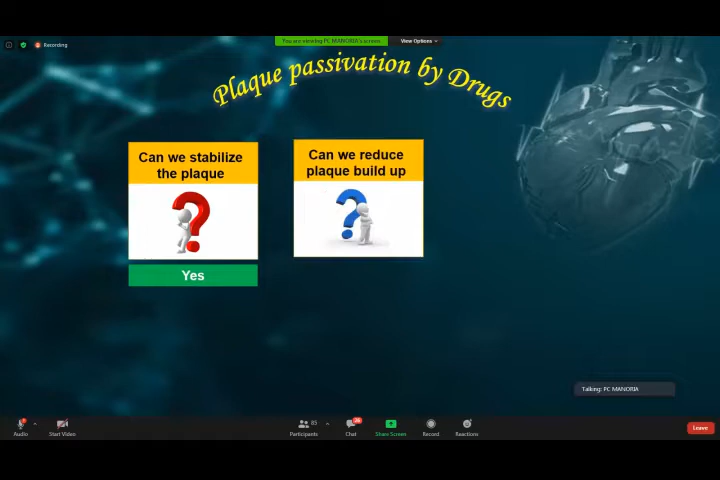 Recording
You are viewing PC MANORIA's screen
View Options
Plaque passivation by Drugs
Can we stabilize
the plaque
Can we reduce
plaque build up
Yes
Talking: PC MANORIA
Audio
Start Video
85
Participants
Chat
Share Screen
Record
Reactions
Leave